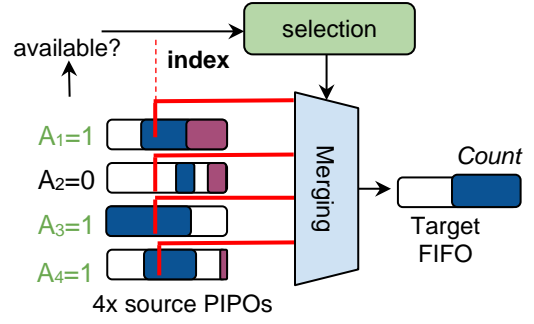 selection
available?
index
A₁=1
A₂=0
A₃=1
A₄=1
Merging
Count
Target
FIFO
4x source PIPOs